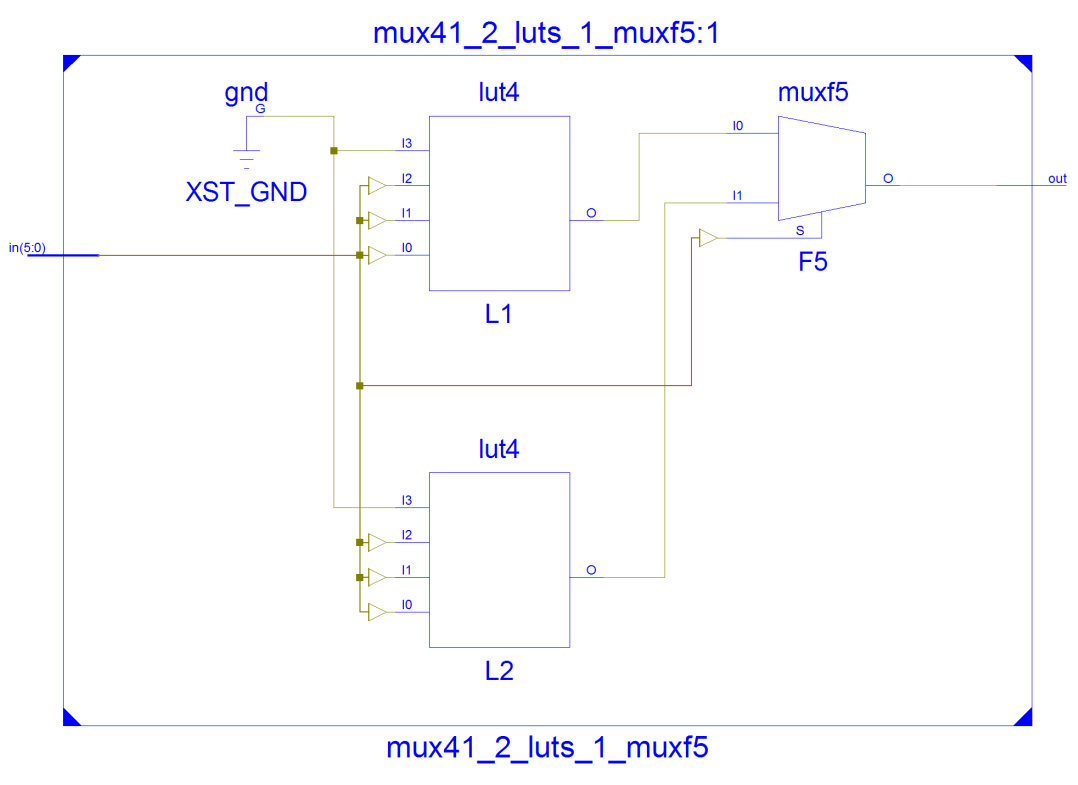 mux41_2_luts_1_muxf5:1
gnd
G
XST_GND
in(5:0)
lut4
I3
I2
I1
I0
O
L1
muxf5
I0
I1
S
O
F5
out
lut4
I3
I2
I1
I0
O
L2
mux41_2_luts_1_muxf5